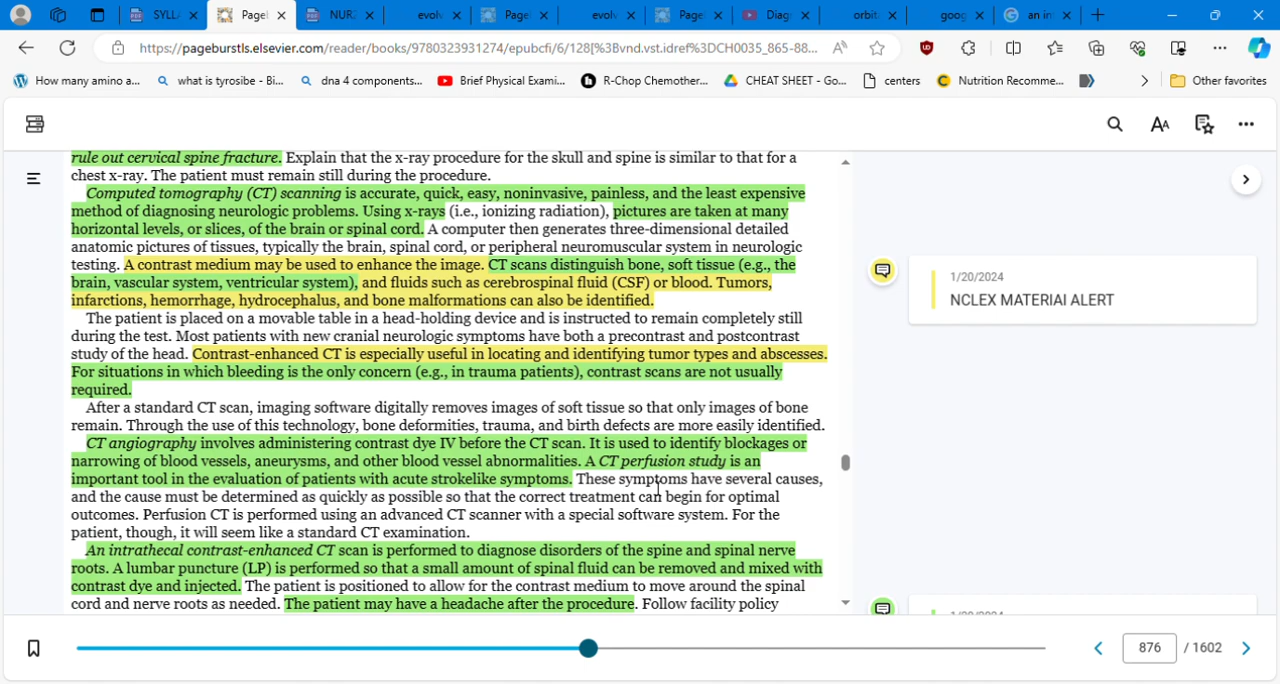 SYLL
PageI
NUR
evolv
Page
evolv
Page
Diag
orbit
goog
an in
https://pageburstls.elsevier.com/reader/books/9780323931274/epubcfi/6/128[%3Bvnd.vst.idref%3DCH0035_865-88...
How many amino a...
what is tyrosibe - Bi...
dna 4 components...
Brief Physical Exami...
R-Chop Chemother...
CHEAT SHEET - Go...
centers
Nutrition Recomme...
Other favorites
rule out cervical spine fracture. Explain that the x-ray procedure for the skull and spine is similar to that for a
chest x-ray. The patient must remain still during the procedure.
Computed tomography (CT) scanning is accurate, quick, easy, noninvasive, painless, and the least expensive
method of diagnosing neurologic problems. Using x-rays (i.e., ionizing radiation), pictures are taken at many
horizontal levels, or slices, of the brain or spinal cord. A computer then generates three-dimensional detailed
anatomic pictures of tissues, typically the brain, spinal cord, or peripheral neuromuscular system in neurologic
testing. A contrast medium may be used to enhance the image. CT scans distinguish bone, soft tissue (e.g., the
brain, vascular system, ventricular system), and fluids such as cerebrospinal fluid (CSF) or blood. Tumors,
infarctions, hemorrhage, hydrocephalus, and bone malformations can also be identified.
The patient is placed on a movable table in a head-holding device and is instructed to remain completely still
during the test. Most patients with new cranial neurologic symptoms have both a precontrast and postcontrast
study of the head. Contrast-enhanced CT is especially useful in locating and identifying tumor types and abscesses.
For situations in which bleeding is the only concern (e.g., in trauma patients), contrast scans are not usually
required.
After a standard CT scan, imaging software digitally removes images of soft tissue so that only images of bone
remain. Through the use of this technology, bone deformities, trauma, and birth defects are more easily identified.
CT angiography involves administering contrast dye IV before the CT scan. It is used to identify blockages or
narrowing of blood vessels, aneurysms, and other blood vessel abnormalities. A CT perfusion study is an
important tool in the evaluation of patients with acute strokelike symptoms. These symptoms have several causes,
and the cause must be determined as quickly as possible so that the correct treatment can begin for optimal
outcomes. Perfusion CT is performed using an advanced CT scanner with a special software system. For the
patient, though, it will seem like a standard CT examination.
An intrathecal contrast-enhanced CT scan is performed to diagnose disorders of the spine and spinal nerve
roots. A lumbar puncture (LP) is performed so that a small amount of spinal fluid can be removed and mixed with
contrast dye and injected. The patient is positioned to allow for the contrast medium to move around the spinal
cord and nerve roots as needed. The patient may have a headache after the procedure. Follow facility policy
1/20/2024
NCLEX MATERIAI ALERT
876 / 1602